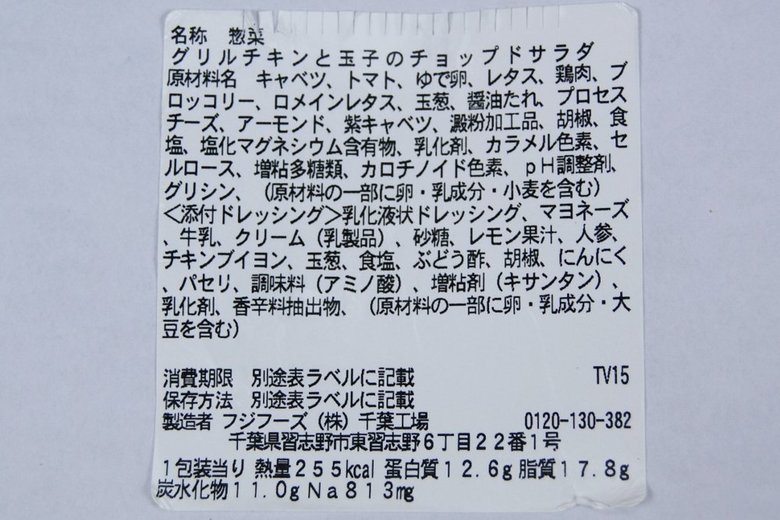 名称 惣菜
グリルチキンと玉子のチョップドサラダ
原材料名 キャベツ、トマト、ゆで卵、レタス、鶏肉、ブ
ロッコリー、ロメインレタス、玉葱、醤油たれ、プロセス
チーズ、アーモンド、紫キャベツ、澱粉加工品、胡椒、食
塩、塩化マグネシウム含有物、乳化剤、カラメル色素、セ
ルロース、増粘多糖類、カロチノイド色素、pH調整剤、
グリシン、(原材料の一部に卵・乳成分・小麦を含む)
<添付ドレッシング>乳化液状ドレッシング、マヨネーズ
、牛乳、クリーム(乳製品)、砂糖、レモン果汁、人参、
チキンブイヨン、玉葱、食塩、ぶどう酢、胡椒、にんにく
、パセリ、調味料(アミノ酸)、増粘剤(キサンタン)、
乳化剤、香辛料抽出物、(原材料の一部に卵・乳成分・大
豆を含む)
消費期限 別途表ラベルに記載 TV15
保存方法 別途表ラベルに記載
製造者 フジフーズ(株)千葉工場 0120-130-382
千葉県習志野市東習志野6丁目22番1号
1包装当り 熱量255kcal 蛋白質12.6g 脂質17.8g
炭水化物11.0g Na813mg